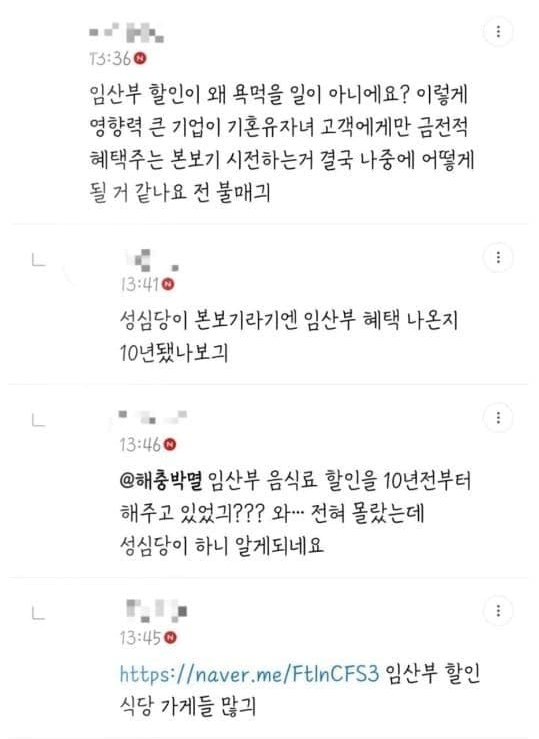 13:36 N
임산부 할인이 왜 욕먹을 일이 아니에요? 이렇게
영향력 큰 기업이 기혼유자녀 고객에게만 금전적
혜택주는 본보기 시전하는거 결국 나중에 어떻게
될 거 같나요 전 불매긔
13:41 N
성심당이 본보기라기엔 임산부 혜택 나온지
10년됐나보긔
13:46 N
@해충박멸 임산부 음식료 할인을 10년전부터
해주고 있었긔??? 와... 전혀 몰랐는데
성심당이 하니 알게되네요
13:45 N
https://naver.me/FtlnCFS3 임산부 할인
식당 가게들 많긔